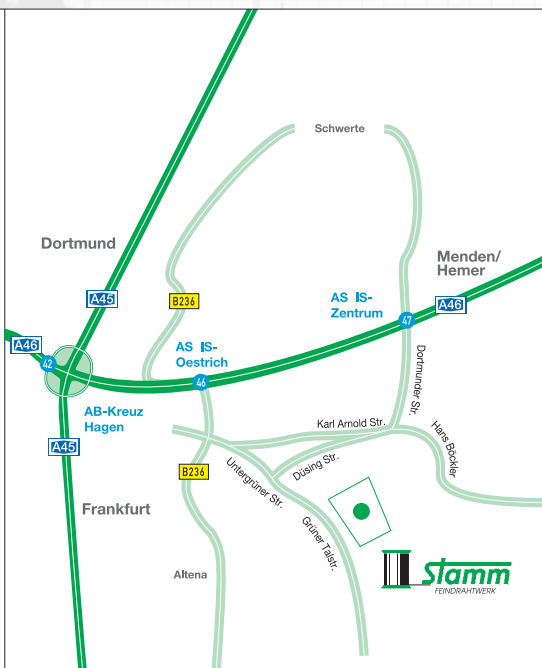 Schwerte
Dortmund
Menden/
Hemer
A45
B236
AS IS-
Zentrum
A46
47
A46
42
AS IS-
Oestrich
46
AB-Kreuz
Hagen
A45
Dortmunder Str.
Karl Arnold Str.
Hans Böckler
Untergrüner Str.
Düsing Str.
B236
Frankfurt
Grüner Talstr.
Altena
Stamm
FEINDRAHTWERK